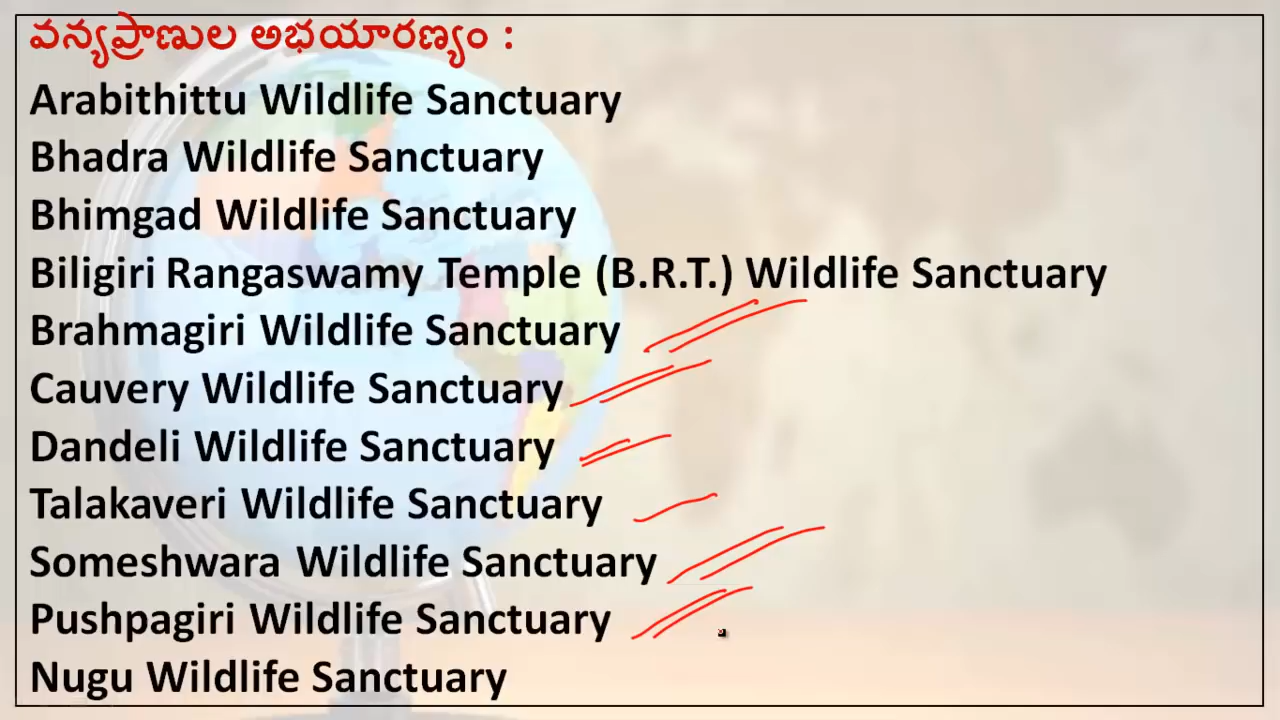 వన్యప్రాణుల అభయారణ్యం :
Arabithittu Wildlife Sanctuary
Bhadra Wildlife Sanctuary
Bhimgad Wildlife Sanctuary
Biligiri Rangaswamy Temple (B.R.T.) Wildlife Sanctuary
Brahmagiri Wildlife Sanctuary
Cauvery Wildlife Sanctuary
Dandeli Wildlife Sanctuary
Talakaveri Wildlife Sanctuary
Someshwara Wildlife Sanctuary
Pushpagiri Wildlife Sanctuary
Nugu Wildlife Sanctuary